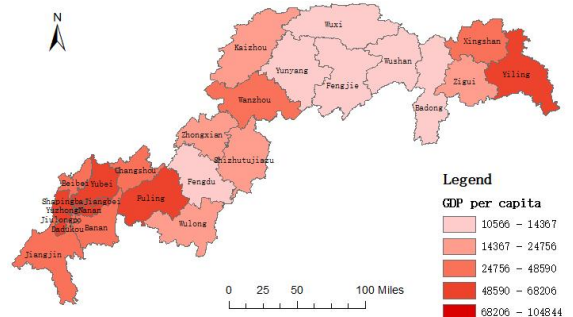 N
Wuxi
Kaizhou
Yunyang
Wushan
Fengjie
Xingshan
Yiling
Zigui
Badong
Wanzhou
Zhongxian
Shizhutujiazu
Fengdu
Changshou
Beibei
Yubei
Shapingba
Jiangbei
Yuzhong
Nanan
Jiulongpo
Dadukou
Banan
Fuling
Wulong
Jiangjin
0 25 50 100 Miles
Legend
GDP per capita
10566 - 14367
14367 - 24756
24756 - 48590
48590 - 68206
68206 - 104844